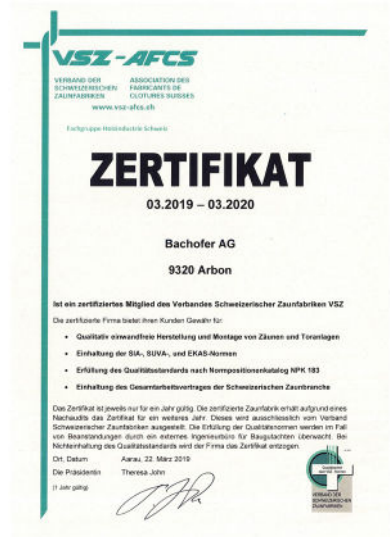 VSZ-AFCS
VERBAND DER
SCHWEIZERISCHEN
ZAUNFABRIKEN
ASSOCIATION DES
FABRICANTS DE
CLOTURES SUISSES
www.vsz-afcs.ch
Fachgruppe Holzindustrie Schweiz
ZERTIFIKAT
03.2019 – 03.2020
Bachofer AG
9320 Arbon
Ist ein zertifiziertes Mitglied des Verbandes Schweizerischer Zaunfabriken VSZ
Die zertifizierte Firma bietet ihren Kunden Gewähr für:
• Qualitativ einwandfreie Herstellung und Montage von Zäunen und Toranlagen
• Einhaltung der SIA-, SUVA-, und EKAS-Normen
• Erfüllung des Qualitätsstandards nach Normpositionenkatalog NPK 183
• Einhaltung des Gesamtarbeitsvertrages der Schweizerischen Zaunbranche
Das Zertifikat ist jeweils nur für ein Jahr gültig. Die zertifizierte Zaunfabrik erhält aufgrund eines
Nachaudits das Zertifikat für ein weiteres Jahr. Dieses wird ausschliesslich vom Verband
Schweizerischer Zaunfabriken ausgestellt. Die Erfüllung der Qualitätsnormen werden im Fall
von Beanstandungen durch ein externes Ingenieurbüro für Baugutachten überwacht. Bei
Nichteinhaltung des Qualitätsstandards wird der Firma das Zertifikat entzogen.
Ort, Datum Aarau, 22. März 2019
Die Präsidentin Theresa John
(1 Jahr gültig)
VERBAND DER
SCHWEIZERISCHEN
ZAUNFABRIKEN